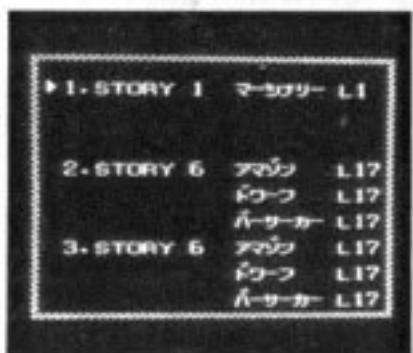 ▶1.STORY 1 マーシナリー L1
2.STORY 6 アマゾン L17
ドワーフ L17
バーサーカー L17
3.STORY 6 アマゾン L17
ドワーフ L17
バーサーカー L17